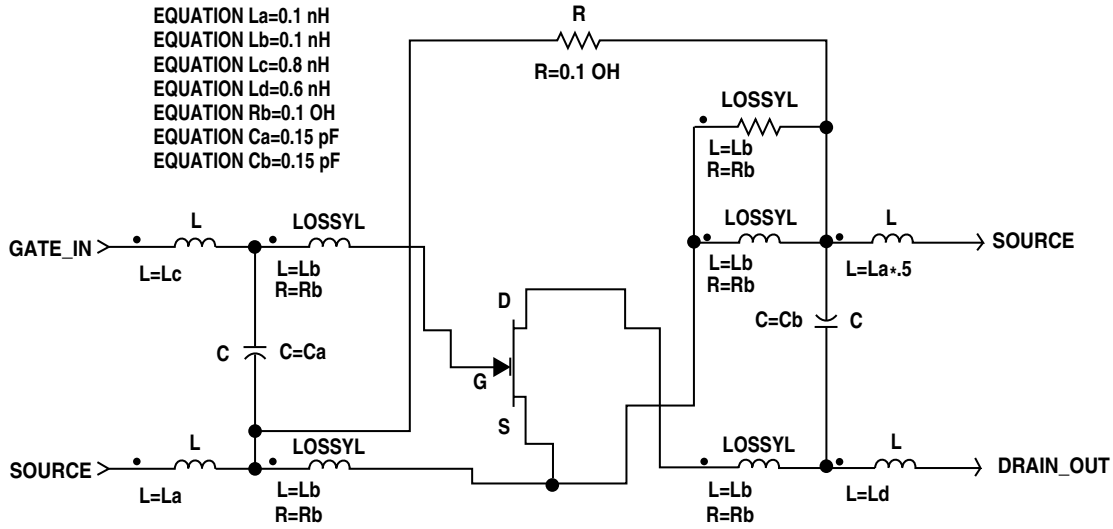 EQUATION La=0.1 nH
EQUATION Lb=0.1 nH
EQUATION Lc=0.8 nH
EQUATION Ld=0.6 nH
EQUATION Rb=0.1 OH
EQUATION Ca=0.15 pF
EQUATION Cb=0.15 pF
R
R=0.1 OH
LOSSYL
L=Lb
R=Rb
L
LOSSYL
LOSSYL
L
GATE_IN
SOURCE
L=Lc
L=Lb
R=Rb
L=Lb
R=Rb
L=La*.5
D
C=Cb
C
C
C=Ca
G
S
L
LOSSYL
LOSSYL
L
SOURCE
DRAIN_OUT
L=La
L=Lb
R=Rb
L=Lb
R=Rb
L=Ld